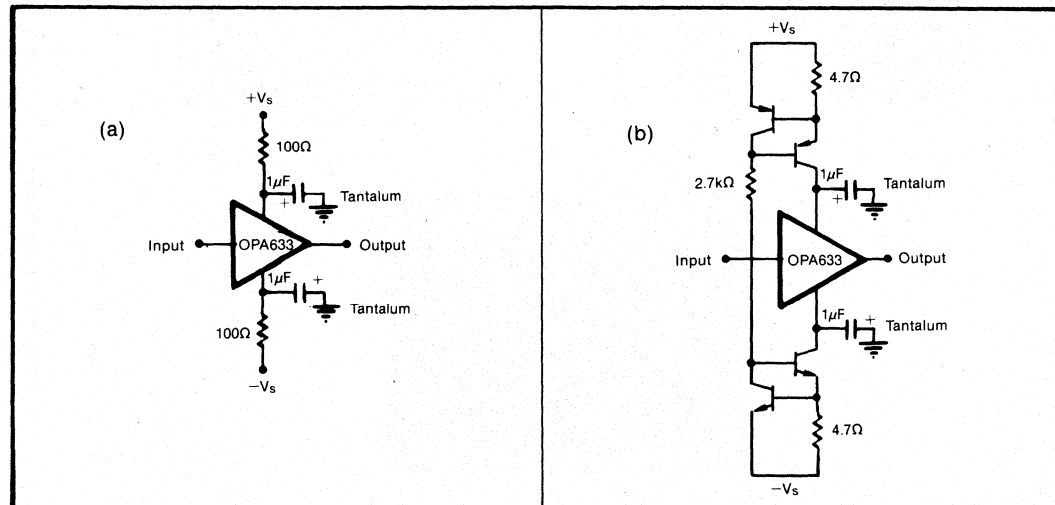 (a)
+Vs
100Ω
1μF
+
Tantalum
Input
OPA633
Output
1μF
+
Tantalum
100Ω
−Vs
(b)
+Vs
4.7Ω
2.7kΩ
1μF
+
Tantalum
Input
OPA633
Output
1μF
+
Tantalum
4.7Ω
−Vs